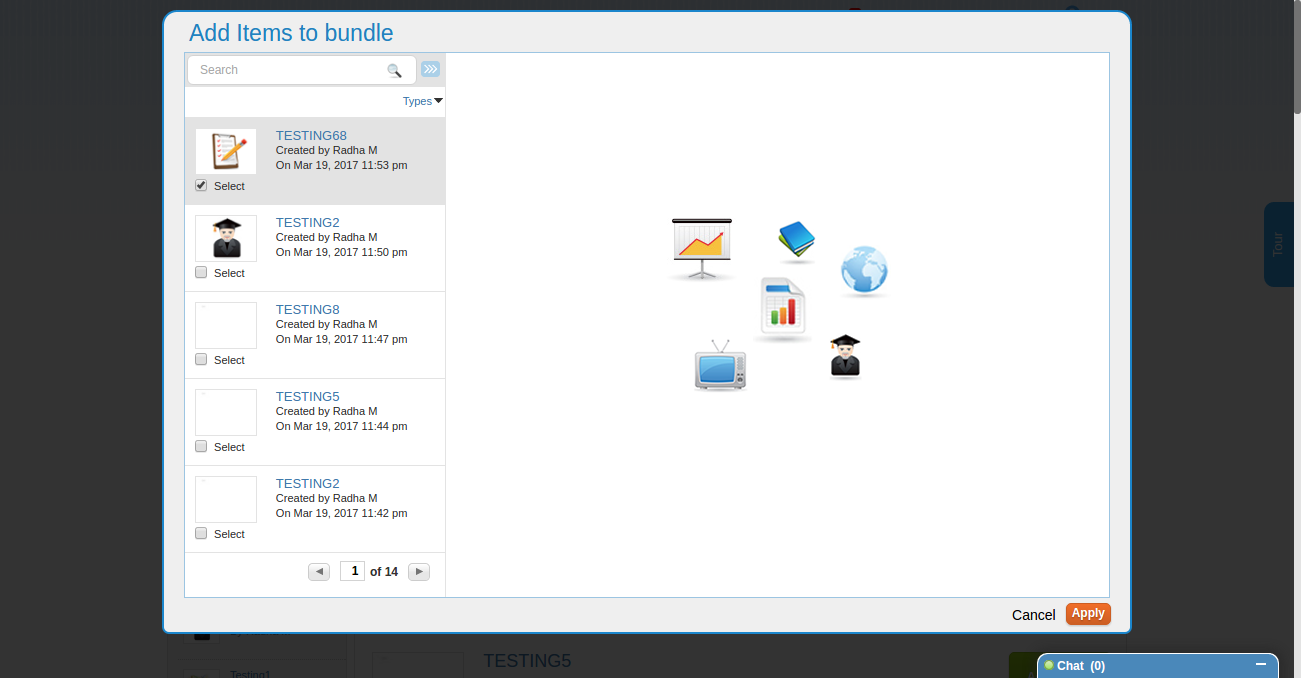 Add Items to bundle
Search
Types
TESTING68
Created by Radha M
On Mar 19, 2017 11:53 pm
Select
TESTING2
Created by Radha M
On Mar 19, 2017 11:50 pm
Select
TESTING8
Created by Radha M
On Mar 19, 2017 11:47 pm
Select
TESTING5
Created by Radha M
On Mar 19, 2017 11:44 pm
Select
TESTING2
Created by Radha M
On Mar 19, 2017 11:42 pm
Select
1 of 14
Tour
Cancel Apply
TESTING5
Testing1
Chat (0)